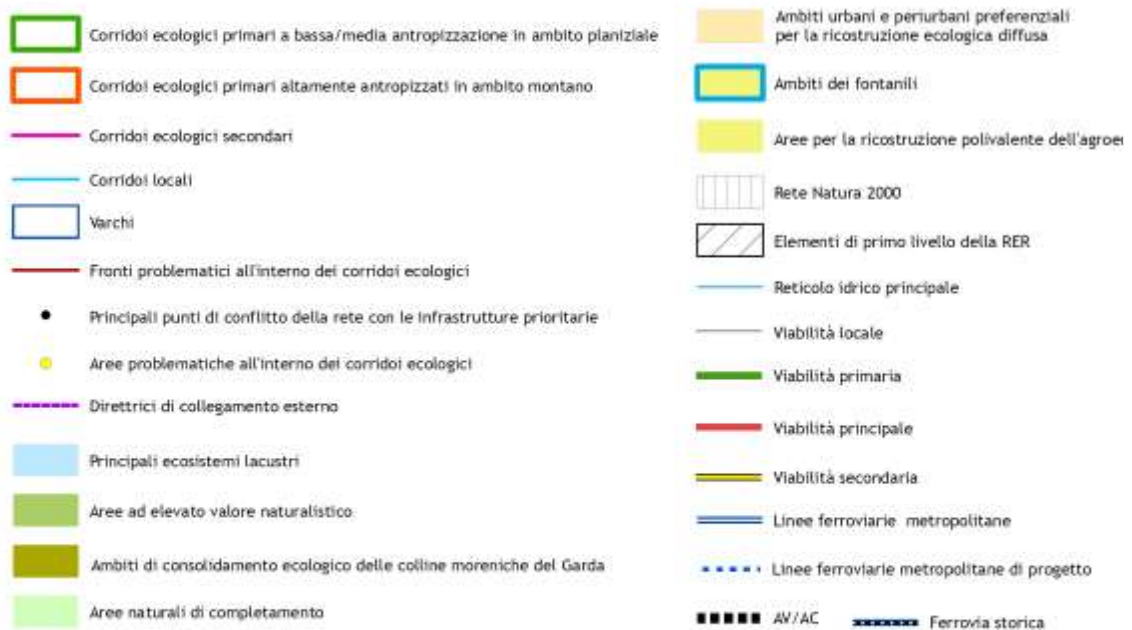 Corridoi ecologici primari a bassa/media antropizzazione in ambito planiziale
Corridoi ecologici primari altamente antropizzati in ambito montano
Corridoi ecologici secondari
Corridoi locali
Varchi
Fronti problematici all'interno dei corridoi ecologici
Principali punti di conflitto della rete con le infrastrutture prioritarie
Aree problematiche all'interno dei corridoi ecologici
Direttrici di collegamento esterno
Principali ecosistemi lacustri
Aree ad elevato valore naturalistico
Ambiti di consolidamento ecologico delle colline moreniche del Garda
Aree naturali di completamento
Ambiti urbani e periurbani preferenziali
per la ricostruzione ecologica diffusa
Ambiti dei fontanili
Aree per la ricostruzione polivalente dell'agroe
Rete Natura 2000
Elementi di primo livello della RER
Reticolo idrico principale
Viabilità locale
Viabilità primaria
Viabilità principale
Viabilità secondaria
Linee ferroviarie metropolitane
Linee ferroviarie metropolitane di progetto
AV/AC Ferrovia storica